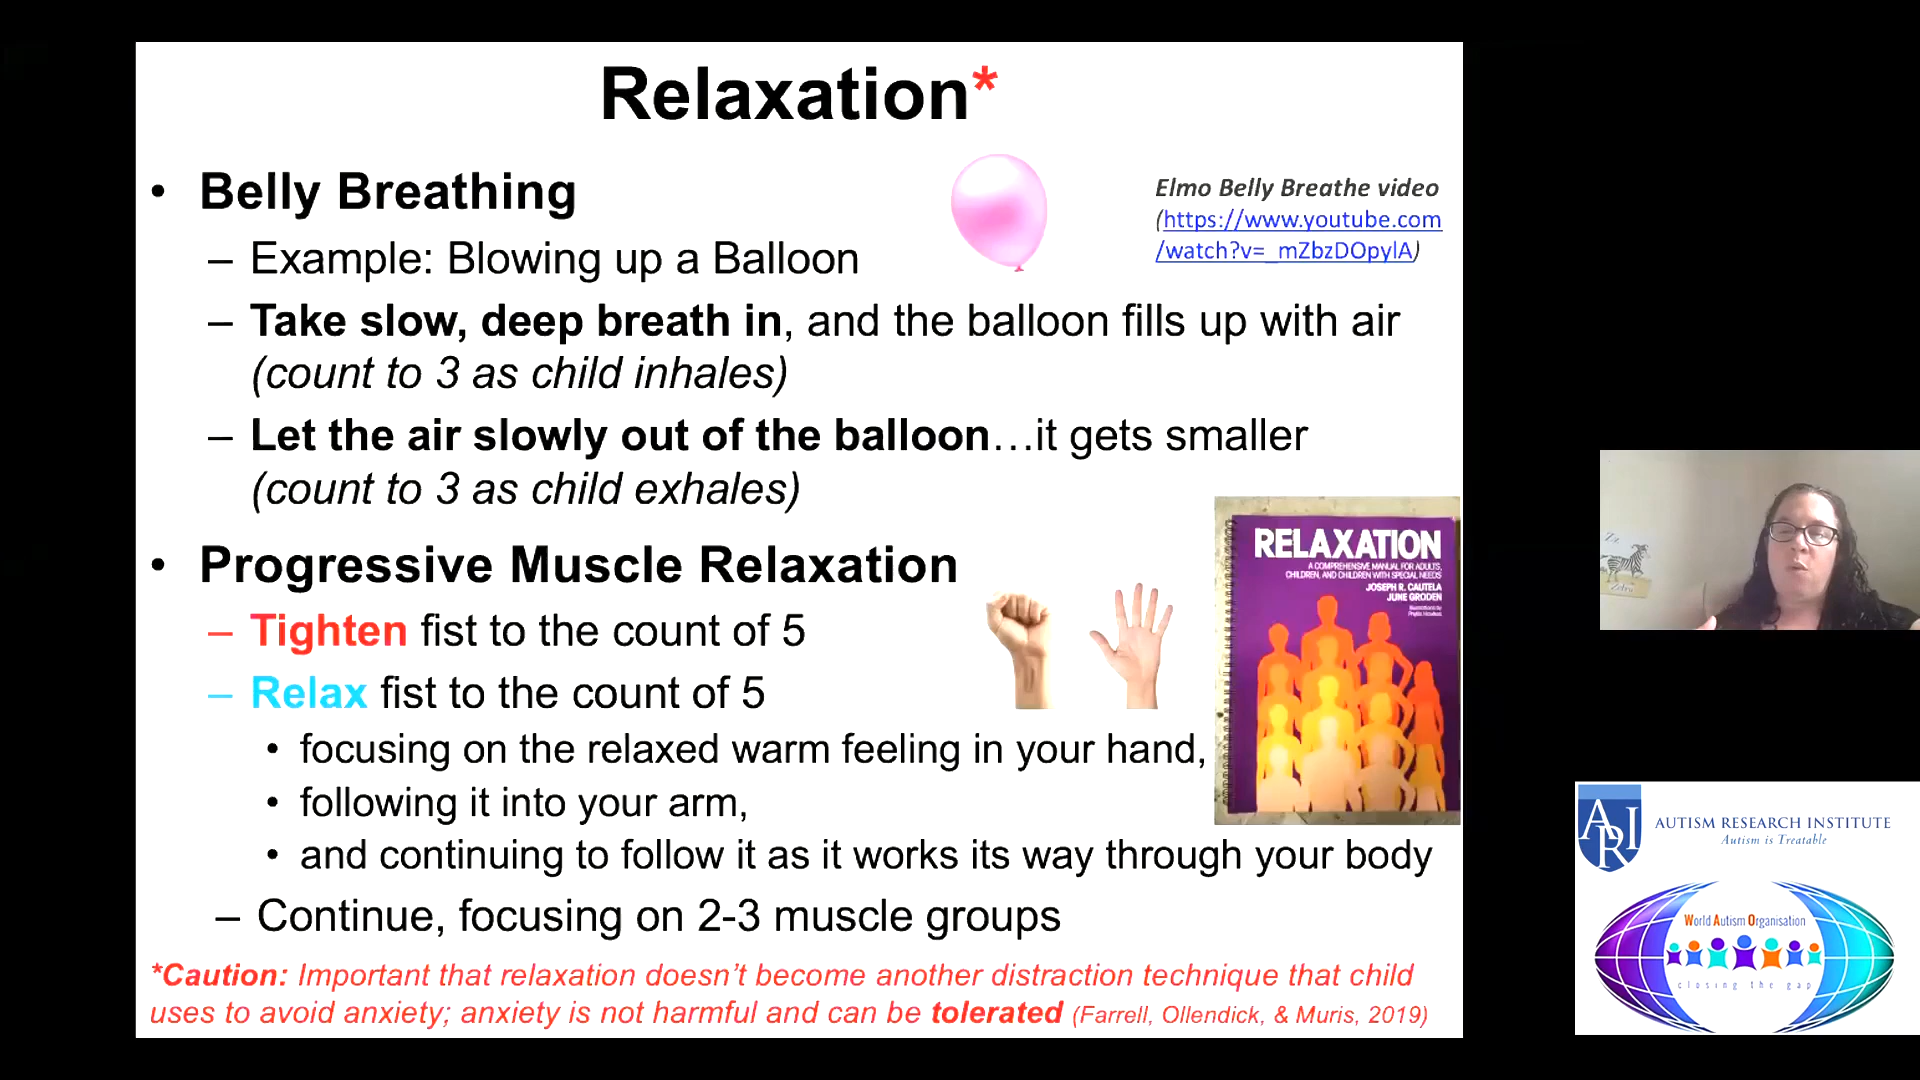 Relaxation*
• Belly Breathing
– Example: Blowing up a Balloon
Elmo Belly Breathe video
(https://www.youtube.com
/watch?v=_mZbzDOpylA)
– Take slow, deep breath in, and the balloon fills up with air
(count to 3 as child inhales)
– Let the air slowly out of the balloon…it gets smaller
(count to 3 as child exhales)
• Progressive Muscle Relaxation
– Tighten fist to the count of 5
– Relax fist to the count of 5
• focusing on the relaxed warm feeling in your hand,
• following it into your arm,
• and continuing to follow it as it works its way through your body
– Continue, focusing on 2-3 muscle groups
*Caution: Important that relaxation doesn't become another distraction technique that child
uses to avoid anxiety; anxiety is not harmful and can be tolerated (Farrell, Ollendick, & Muris, 2019)
RELAXATION
A COMPREHENSIVE MANUAL FOR ADULTS,
CHILDREN, AND CHILDREN WITH SPECIAL NEEDS
JOSEPH R. CAUTELA
JUNE GRODEN
Zz
Zebra
ARI
AUTISM RESEARCH INSTITUTE
Autism is Treatable
World Autism Organisation
closing the gap